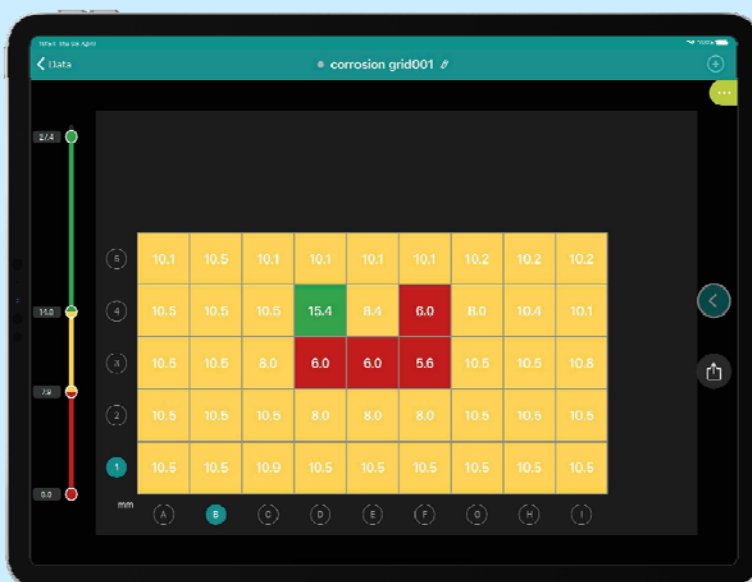 Data
corrosion grid001
27.4
5 10.1 10.5 10.1 10.1 10.1 10.1 10.2 10.2 10.2
4 10.5 10.5 10.5 15.4 8.4 6.0 8.0 10.4 10.1
3 10.5 10.5 8.0 6.0 6.0 5.6 10.5 10.5 10.8
7.9
2 10.5 10.5 10.5 8.0 8.0 8.0 10.5 10.5 10.5
1 10.5 10.5 10.9 10.5 10.5 10.5 10.5 10.5 10.5
mm
A B C D E F G H I